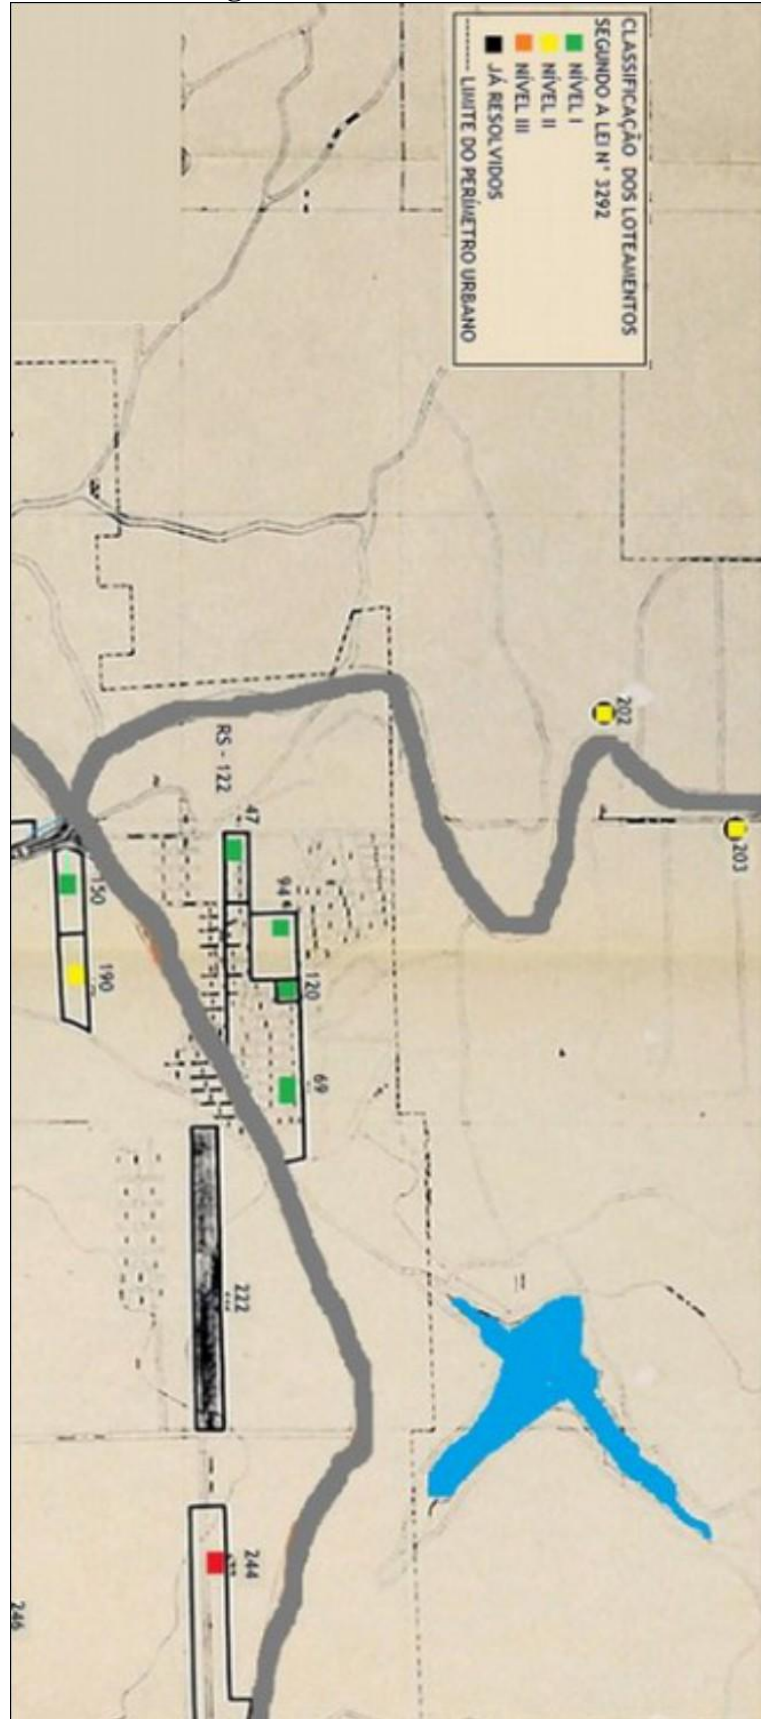 CLASSIFICAÇÃO DOS LOTEAMENTOS
SEGUNDO A LEI N° 3292
NÍVEL I
NÍVEL II
NÍVEL III
JÁ RESOLVIDOS
LIMITE DO PERÍMETRO URBANO
202
203
RS - 122
47
94
120
69
150
190
222
244
246